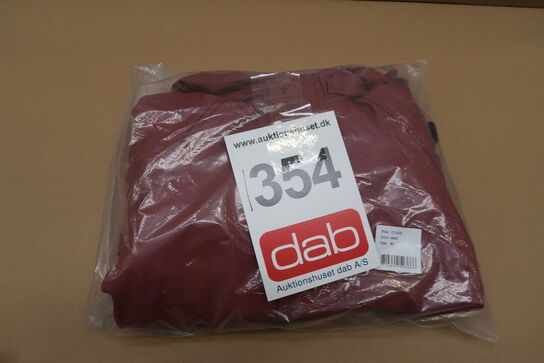 www.auktionshuset.dk
354
dab
Auktionshuset dab A/S